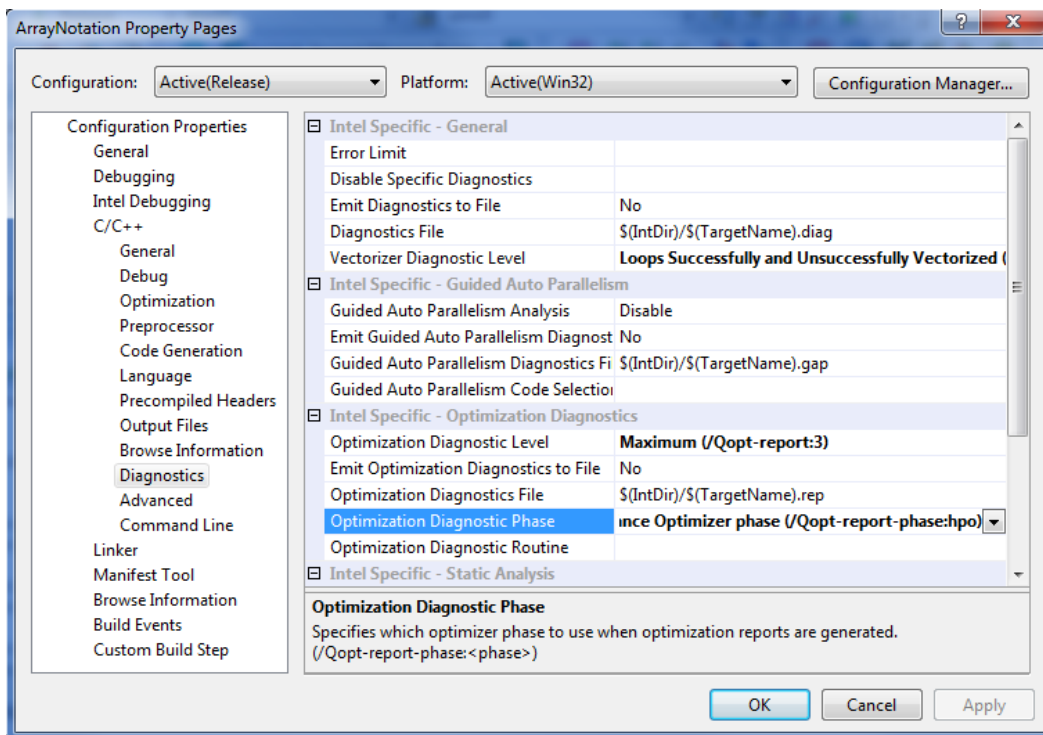 ArrayNotation Property Pages
Configuration: Active(Release) Platform: Active(Win32) Configuration Manager...
Configuration Properties
General
Debugging
Intel Debugging
C/C++
General
Debug
Optimization
Preprocessor
Code Generation
Language
Precompiled Headers
Output Files
Browse Information
Diagnostics
Advanced
Command Line
Linker
Manifest Tool
Browse Information
Build Events
Custom Build Step
Intel Specific - General
Error Limit
Disable Specific Diagnostics
Emit Diagnostics to File No
Diagnostics File $(IntDir)/$(TargetName).diag
Vectorizer Diagnostic Level Loops Successfully and Unsuccessfully Vectorized (
Intel Specific - Guided Auto Parallelism
Guided Auto Parallelism Analysis Disable
Emit Guided Auto Parallelism Diagnost No
Guided Auto Parallelism Diagnostics Fi $(IntDir)/$(TargetName).gap
Guided Auto Parallelism Code Selection
Intel Specific - Optimization Diagnostics
Optimization Diagnostic Level Maximum (/Qopt-report:3)
Emit Optimization Diagnostics to File No
Optimization Diagnostics File $(IntDir)/$(TargetName).rep
Optimization Diagnostic Phase ance Optimizer phase (/Qopt-report-phase:hpo)
Optimization Diagnostic Routine
Intel Specific - Static Analysis
Optimization Diagnostic Phase
Specifies which optimizer phase to use when optimization reports are generated.
(/Qopt-report-phase:<phase>)
OK Cancel Apply